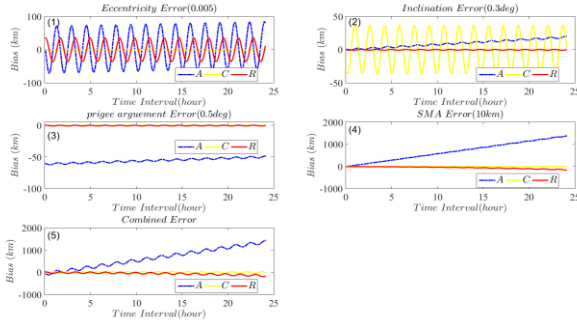 Eccentricity Error(0.005)
(1)
100
0
-100
Bias (km)
A C R
0 5 10 15 20 25
Time Interval(hour)
Inclination Error(0.3deg)
(2)
50
0
-50
Bias (km)
A C R
0 5 10 15 20 25
Time Interval(hour)
prigee arguement Error(0.5deg)
(3)
0
-50
-100
Bias (km)
A C R
0 5 10 15 20 25
Time Interval(hour)
SMA Error(10km)
(4)
2000
1000
0
-1000
Bias (km)
A C R
0 5 10 15 20 25
Time Interval(hour)
Combined Error
(5)
2000
1000
0
-1000
Bias (km)
A C R
0 5 10 15 20 25
Time Interval(hour)